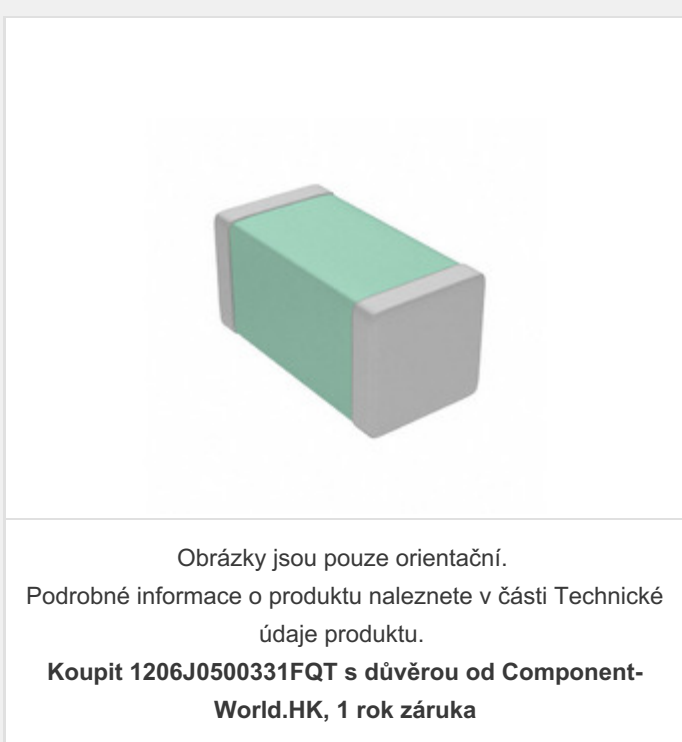 Obrázky jsou pouze orientační.
Podrobné informace o produktu naleznete v části Technické
údaje produktu.
Koupit 1206J0500331FQT s důvěrou od Component-
World.HK, 1 rok záruka